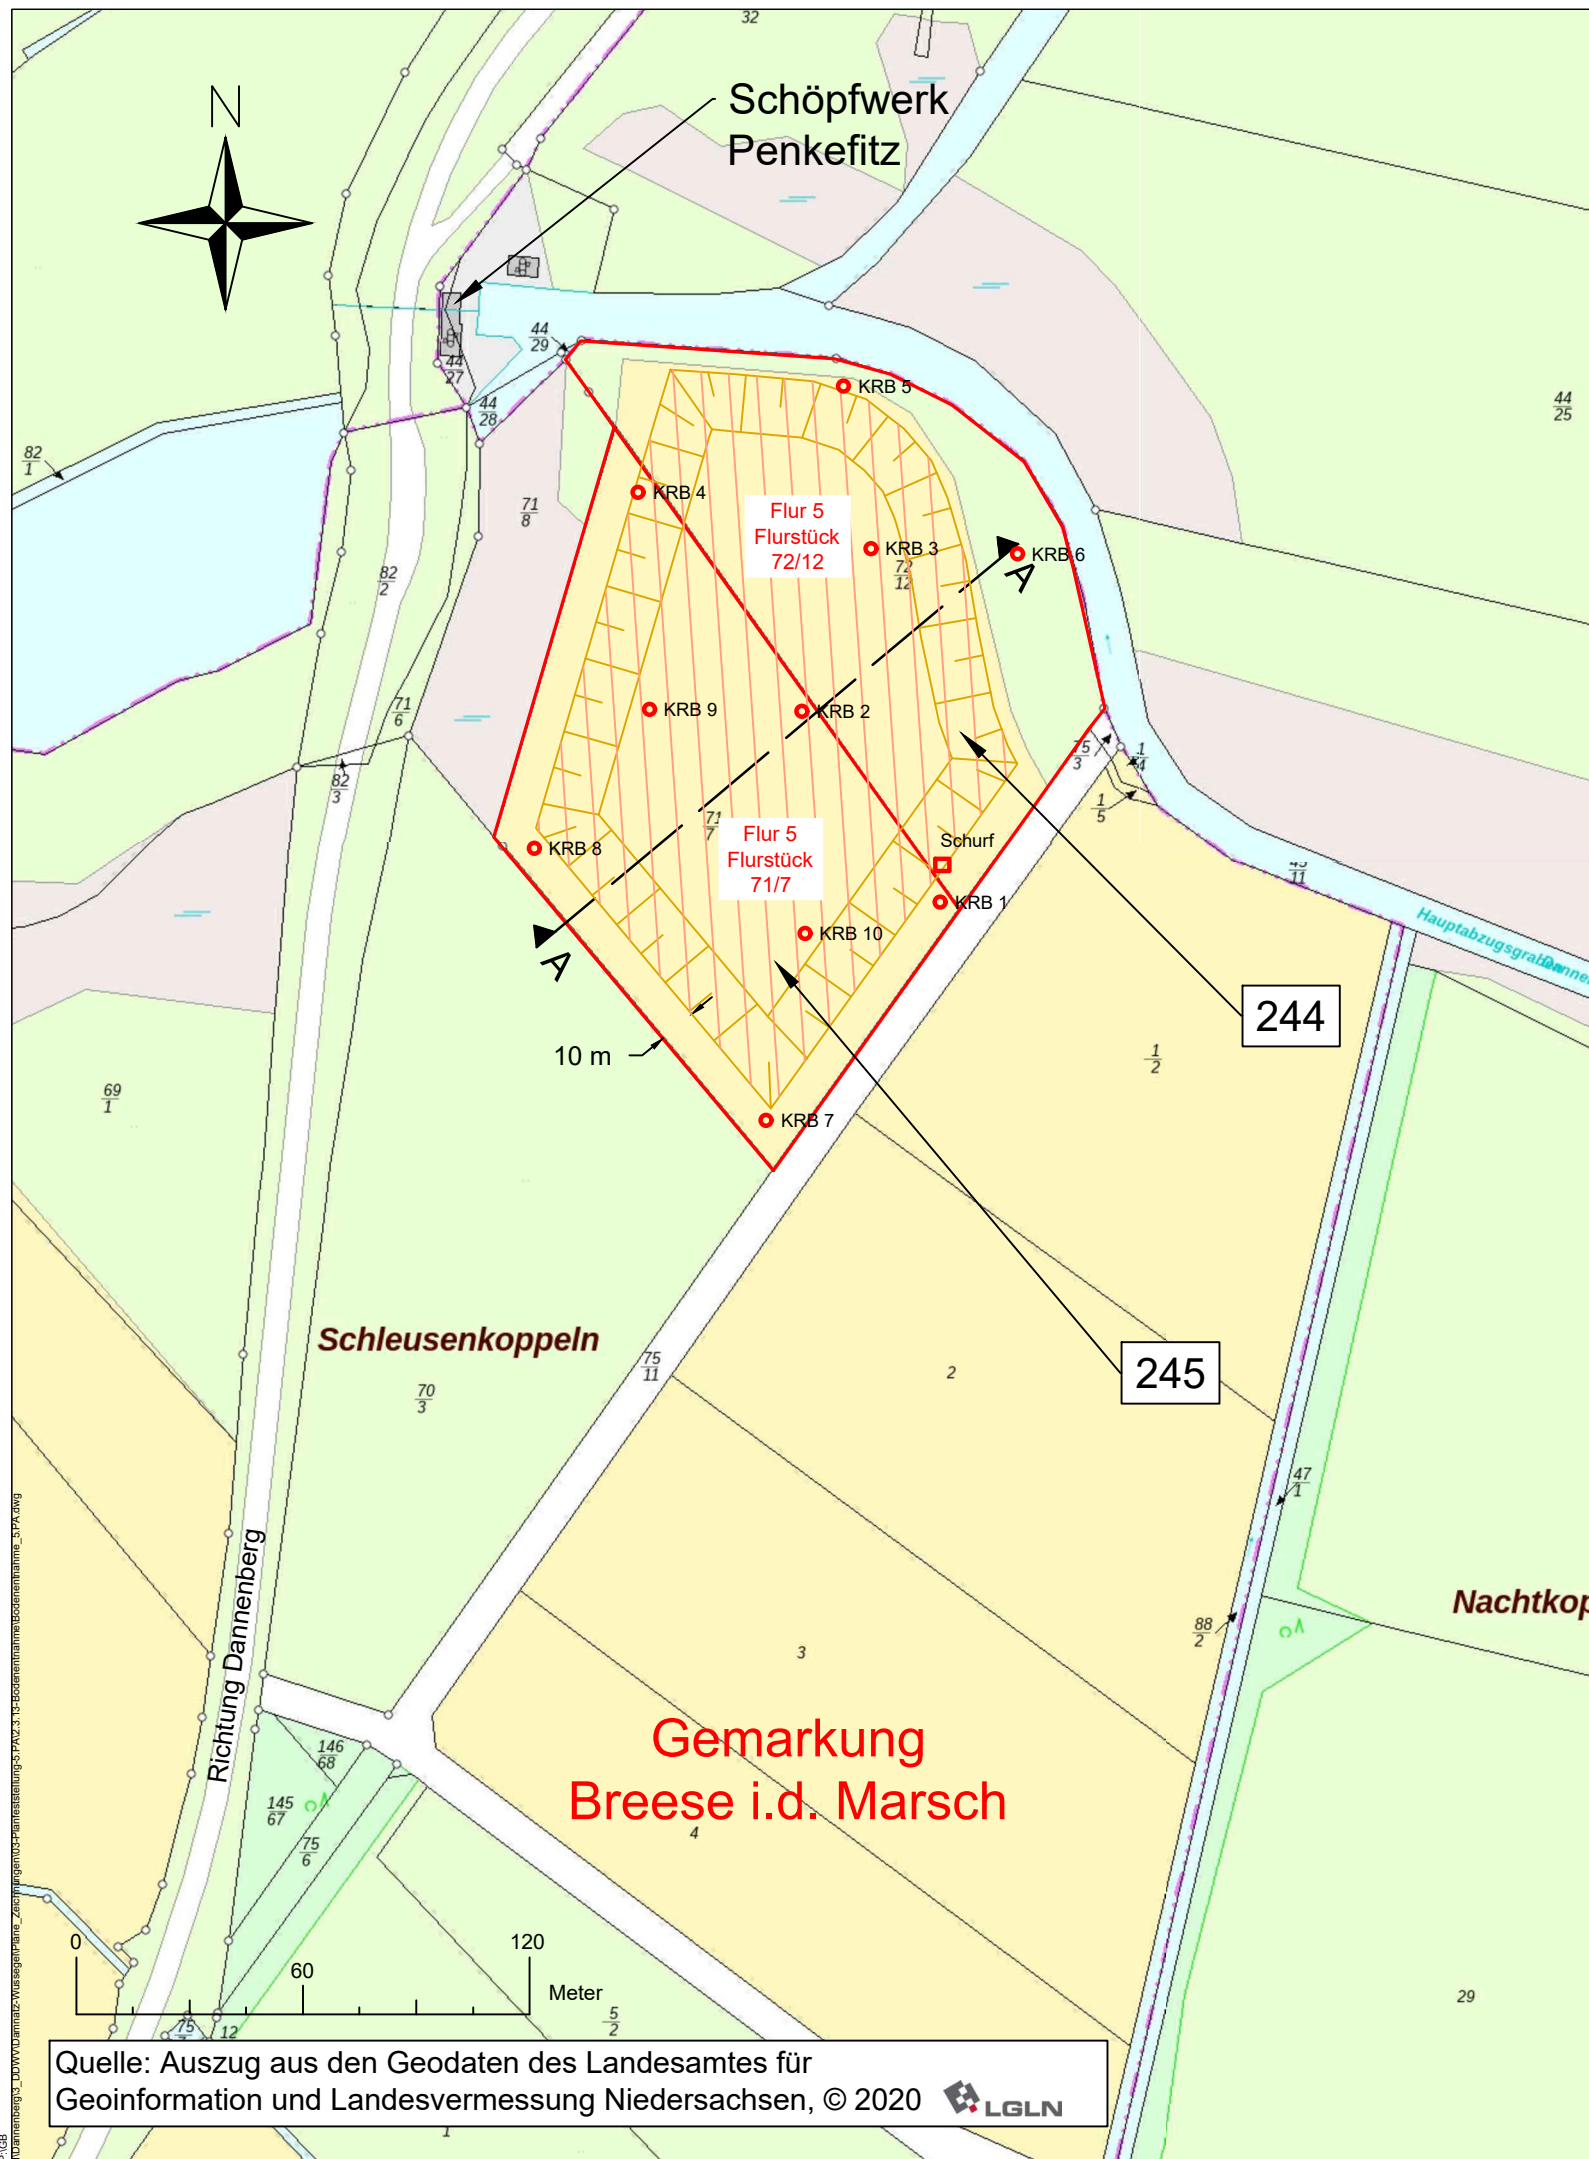 32
N
Schöpfwerk
Penkefitz
44
29
44
27
44
28
82
1
71
8
82
2
44
25
KRB 5
KRB 4
Flur 5
Flurstück
72/12
KRB 3
72
12
KRB 6
A
KRB 9
KRB 2
71
6
82
3
75
3
1
4
1
5
71
7
Flur 5
Flurstück
71/7
Schurf
KRB 8
KRB 1
KRB 10
A
45
11
Hauptabzugsgraben
244
10 m
1
2
69
1
KRB 7
Schleusenkoppeln
70
3
75
11
2
245
47
1
88
2
Nachtkop
3
Richtung Dannenberg
Gemarkung
Breese i.d. Marsch
4
146
68
145
67
75
6
0
60
120
Meter
5
2
29
75
12
Quelle: Auszug aus den Geodaten des Landesamtes für
Geoinformation und Landesvermessung Niedersachsen, © 2020
LGLN
1